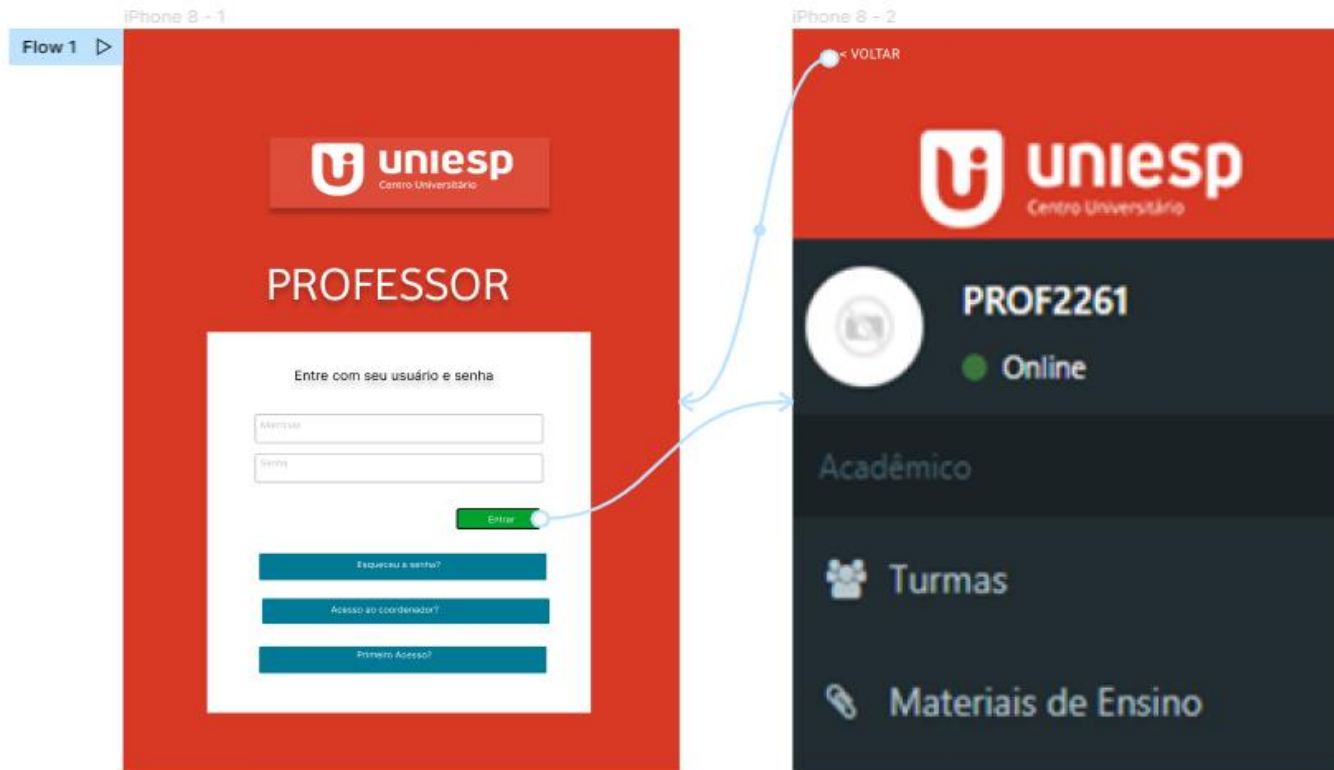 iPhone 8 - 1
Flow 1
uniesp
Centro Universitário
PROFESSOR
Entre com seu usuário e senha
Matrícula
Senha
Entrar
Esqueceu a senha?
Acesso ao coordenador?
Primeiro Acesso?
iPhone 8 - 2
< VOLTAR
uniesp
Centro Universitário
PROF2261
Online
Acadêmico
Turmas
Materiais de Ensino